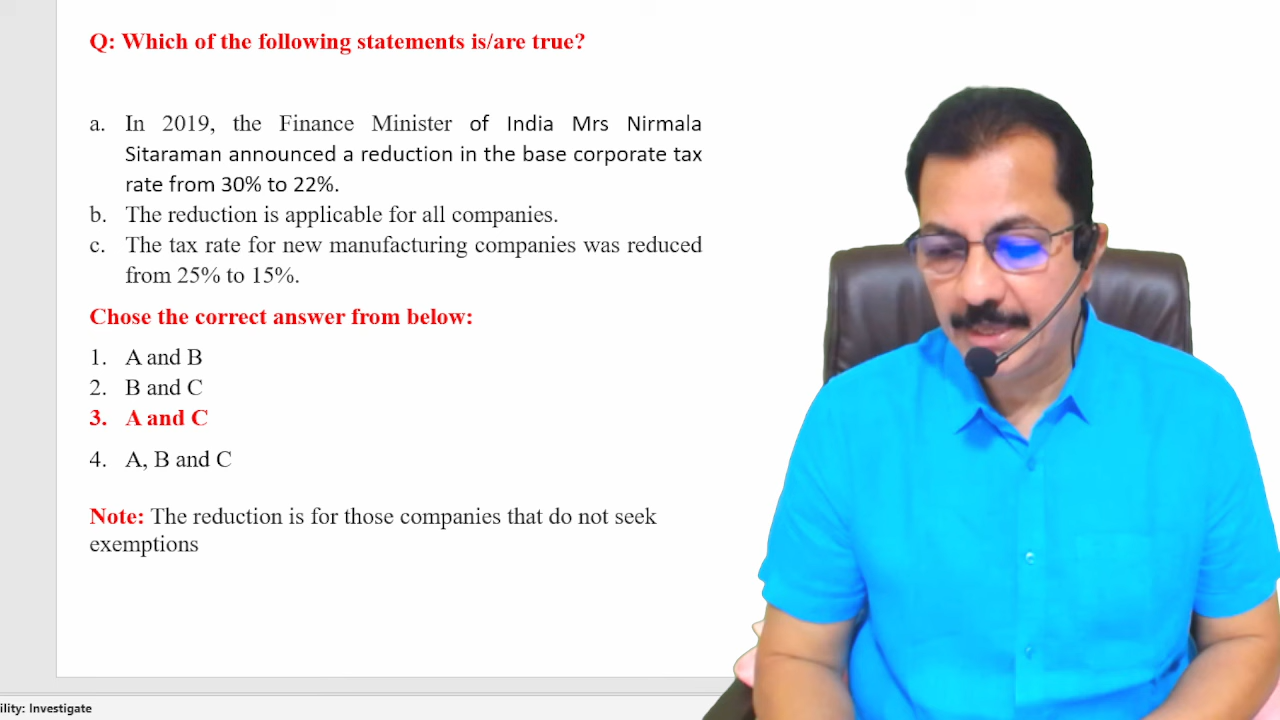 Q: Which of the following statements is/are true?
a. In 2019, the Finance Minister of India Mrs Nirmala
Sitaraman announced a reduction in the base corporate tax
rate from 30% to 22%.
b. The reduction is applicable for all companies.
c. The tax rate for new manufacturing companies was reduced
from 25% to 15%.
Chose the correct answer from below:
1. A and B
2. B and C
3. A and C
4. A, B and C
Note: The reduction is for those companies that do not seek
exemptions
ility: Investigate